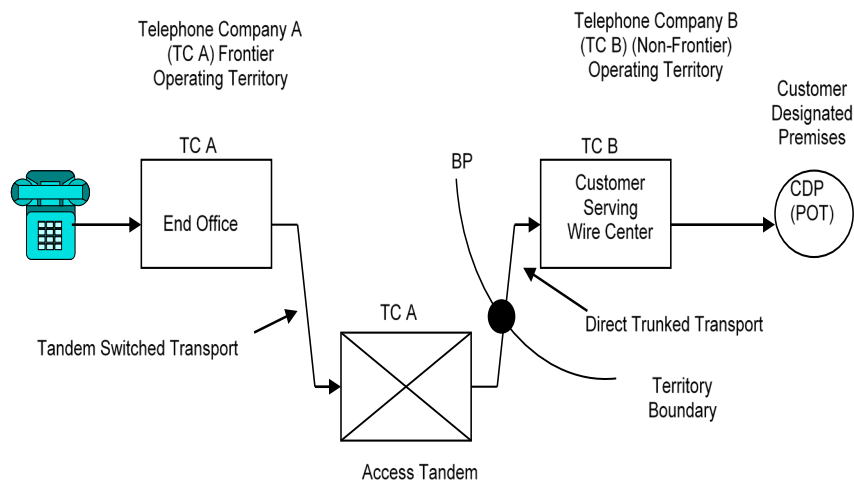 Telephone Company A
(TC A) Frontier
Operating Territory
Telephone Company B
(TC B) (Non-Frontier)
Operating Territory
Customer
Designated
Premises
TC A
End Office
BP
TC B
Customer
Serving
Wire Center
CDP
(POT)
Tandem Switched Transport
TC A
Direct Trunked Transport
Territory
Boundary
Access Tandem